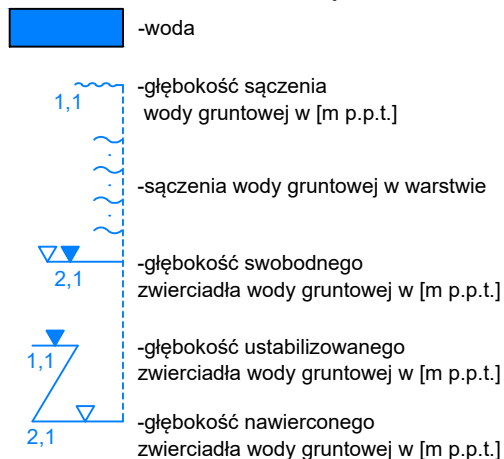 -woda
-głębokość sączenia
wody gruntowej w [m p.p.t.]
1,1
-sączenia wody gruntowej w warstwie
-głębokość swobodnego
zwierciadła wody gruntowej w [m p.p.t.]
2,1
-głębokość ustabilizowanego
zwierciadła wody gruntowej w [m p.p.t.]
1,1
-głębokość nawierconego
zwierciadła wody gruntowej w [m p.p.t.]
2,1